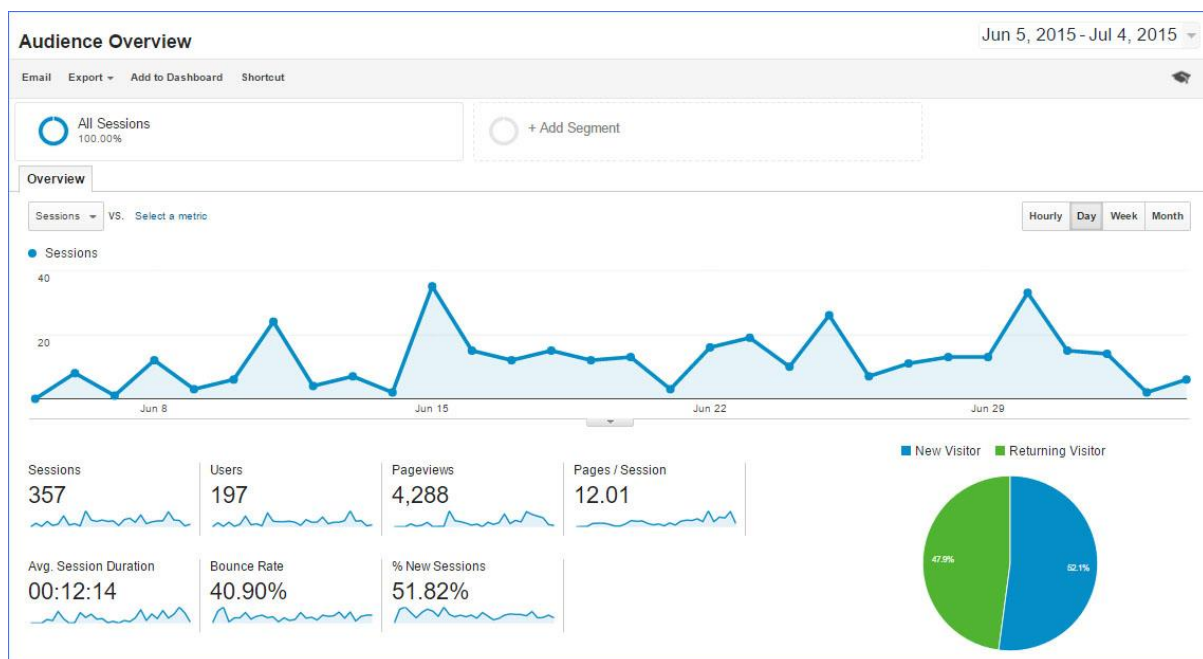 Audience Overview
Jun 5, 2015 - Jul 4, 2015
Email Export Add to Dashboard Shortcut
All Sessions
100.00%
+ Add Segment
Overview
Sessions VS. Select a metric
Hourly Day Week Month
Sessions
40
20
Jun 8 Jun 15 Jun 22 Jun 29
New Visitor Returning Visitor
Sessions Users Pageviews Pages / Session
357 197 4,288 12.01
47.9% 52.1%
Avg. Session Duration Bounce Rate % New Sessions
00:12:14 40.90% 51.82%